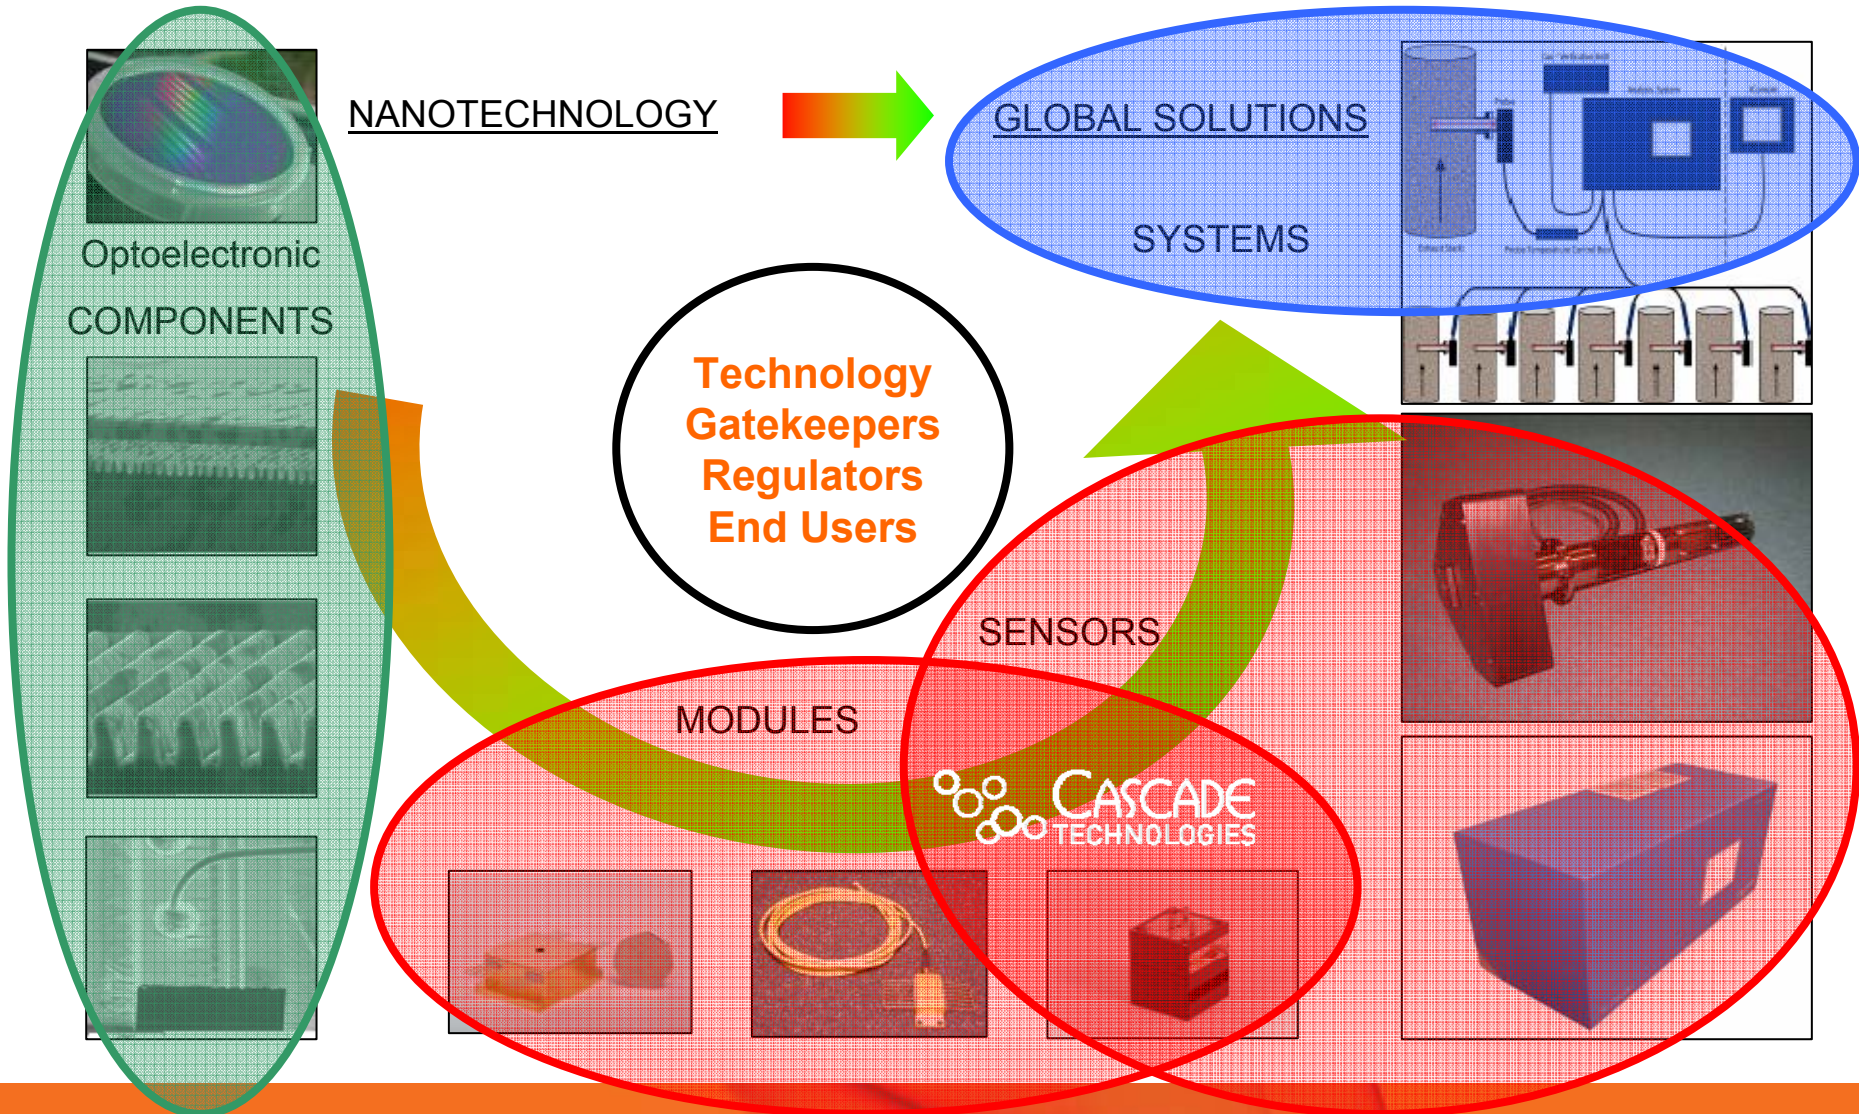 NANOTECHNOLOGY
GLOBAL SOLUTIONS
SYSTEMS
Optoelectronic
COMPONENTS
Technology
Gatekeepers
Regulators
End Users
SENSORS
MODULES
CASCADE
TECHNOLOGIES